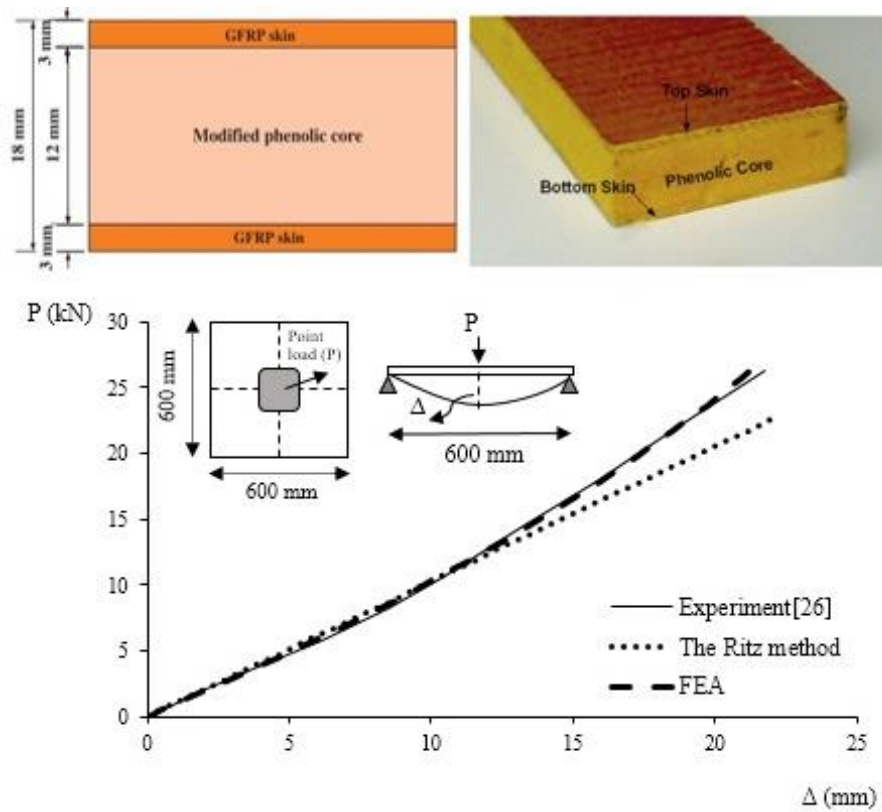 GFRP skin
3 mm
Modified phenolic core
18 mm
12 mm
GFRP skin
3 mm
Top Skin
Phenolic Core
Bottom Skin
P (kN)
30
25
20
15
10
5
0
0
5
10
15
20
25
Δ (mm)
600 mm
Point
load (P)
600 mm
P
Δ
600 mm
Experiment[26]
The Ritz method
FEA